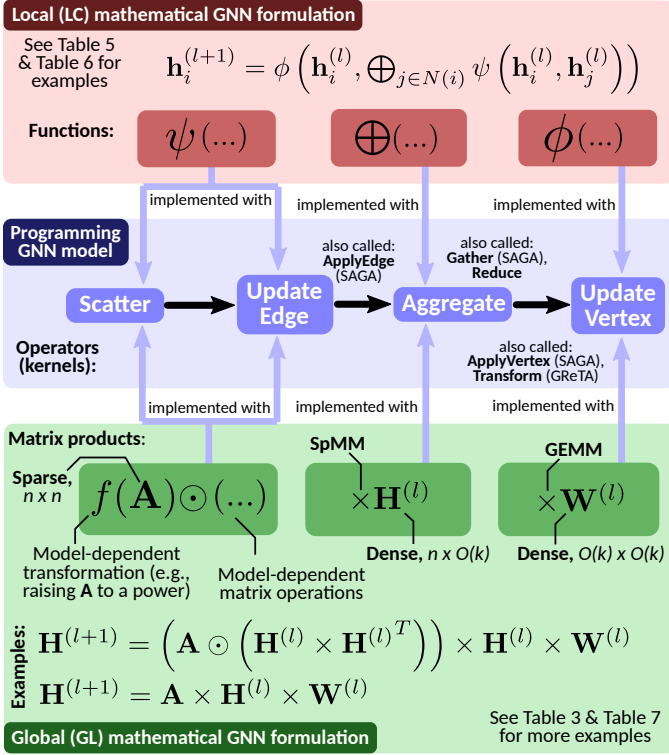 Local (LC) mathematical GNN formulation
See Table 5
& Table 6 for
examples
h_i^{(l+1)} = ϕ ( h_i^{(l)}, ⊕_{j∈N(i)} ψ ( h_i^{(l)}, h_j^{(l)} ) )
Functions:
ψ(...)
⊕(...)
ϕ(...)
implemented with
implemented with
implemented with
Programming
GNN model
also called:
ApplyEdge
(SAGA)
also called:
Gather (SAGA),
Reduce
Scatter
Update
Edge
Aggregate
Update
Vertex
Operators
(kernels):
also called:
ApplyVertex (SAGA),
Transform (GReTA)
implemented with
implemented with
implemented with
Matrix products:
Sparse,
n x n
f(A)⊙(...)
SpMM
×H^{(l)}
GEMM
×W^{(l)}
Model-dependent
transformation (e.g.,
raising A to a power)
Model-dependent
matrix operations
Dense, n x O(k)
Dense, O(k) x O(k)
Examples:
H^{(l+1)} = ( A ⊙ ( H^{(l)} × H^{(l)^T} ) ) × H^{(l)} × W^{(l)}
H^{(l+1)} = A × H^{(l)} × W^{(l)}
See Table 3 & Table 7
for more examples
Global (GL) mathematical GNN formulation